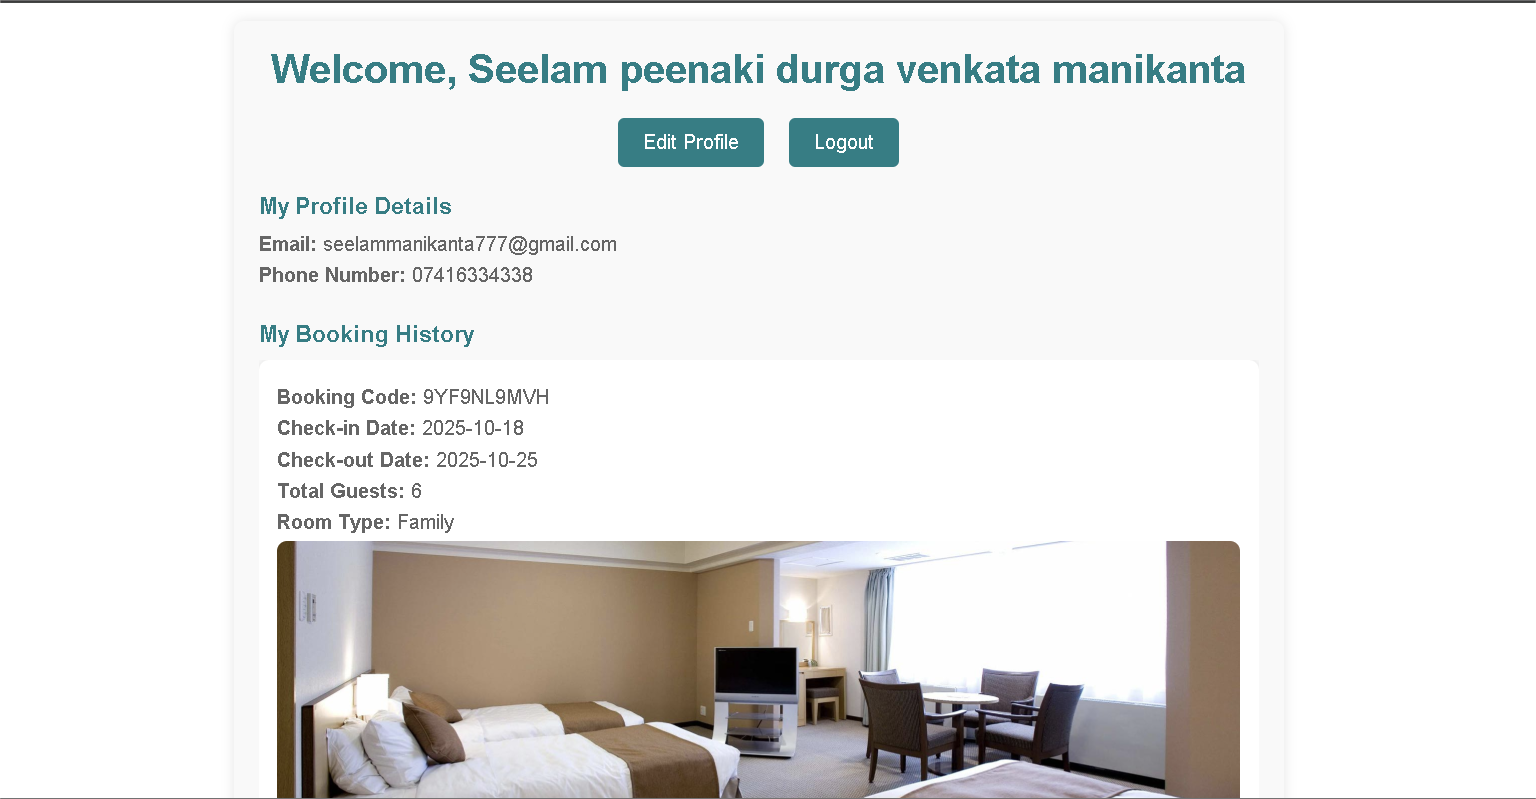 Welcome, Seelam peenaki durga venkata manikanta
Edit Profile
Logout
My Profile Details
Email: seelammanikanta777@gmail.com
Phone Number: 07416334338
My Booking History
Booking Code: 9YF9NL9MVH
Check-in Date: 2025-10-18
Check-out Date: 2025-10-25
Total Guests: 6
Room Type: Family